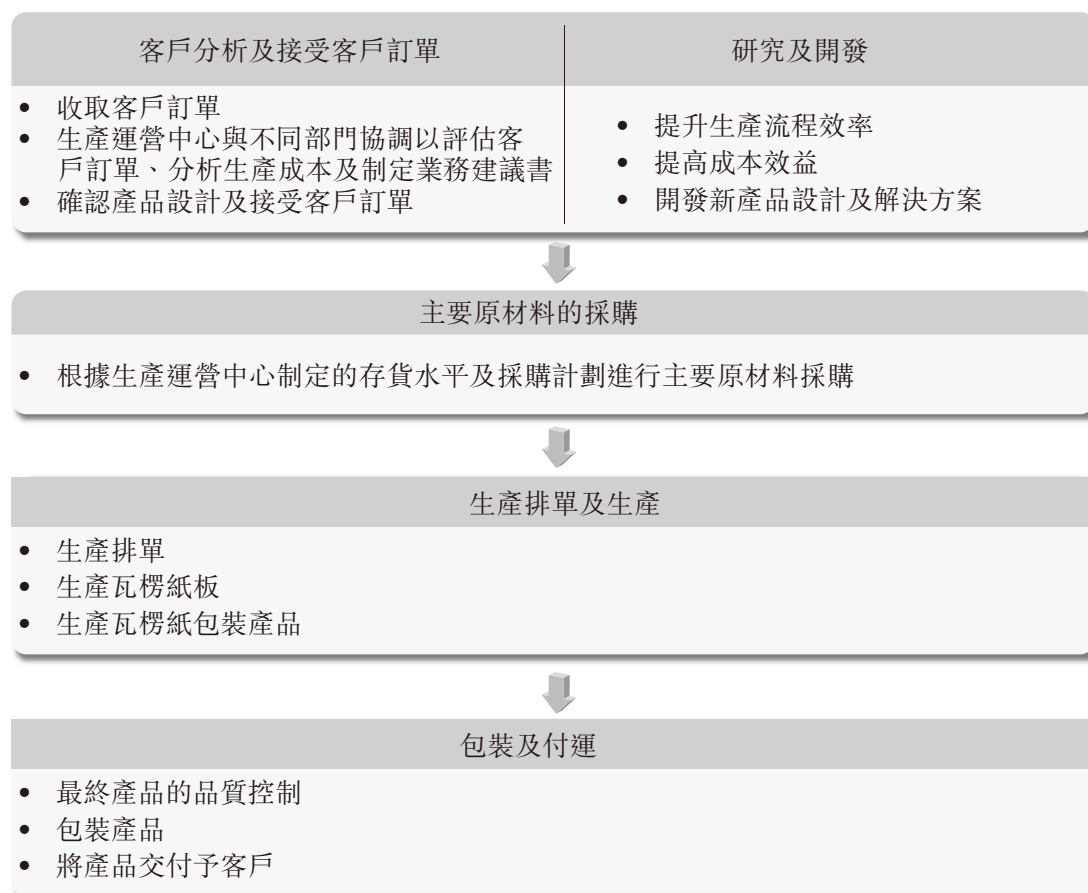 客戶分析及接受客戶訂單
• 收取客戶訂單
• 生產運營中心與不同部門協調以評估客
戶訂單、分析生產成本及制定業務建議書
• 確認產品設計及接受客戶訂單
研究及開發
• 提升生產流程效率
• 提高成本效益
• 開發新產品設計及解決方案
主要原材料的採購
• 根據生產運營中心制定的存貨水平及採購計劃進行主要原材料採購
生產排單及生產
• 生產排單
• 生產瓦楞紙板
• 生產瓦楞紙包裝產品
包裝及付運
• 最終產品的品質控制
• 包裝產品
• 將產品交付予客戶